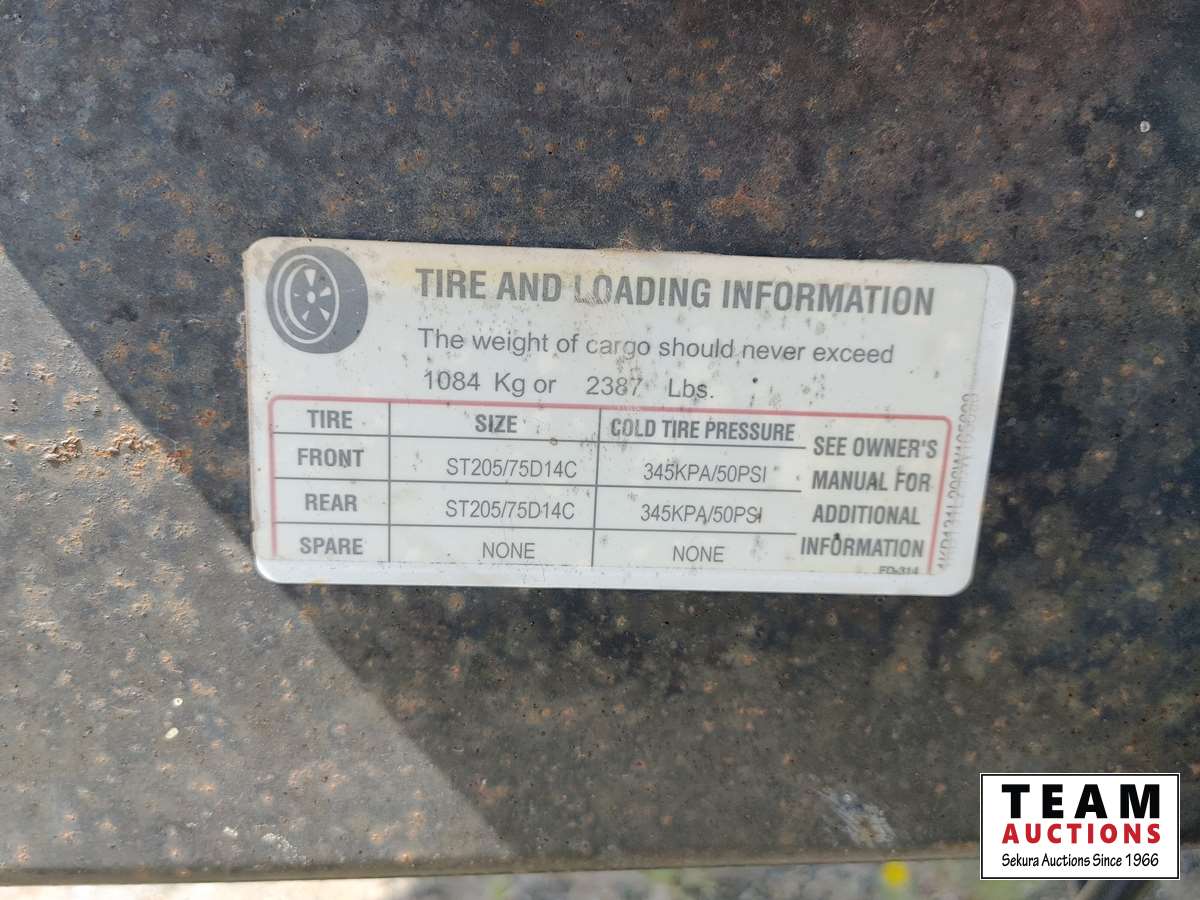 TIRE AND LOADING INFORMATION
The weight of cargo should never exceed
1084 Kg or 2387 Lbs.
TIRE SIZE COLD TIRE PRESSURE SEE OWNER'S
FRONT ST205/75D14C 345KPA/50PSI MANUAL FOR
REAR ST205/75D14C 345KPA/50PSI ADDITIONAL
SPARE NONE NONE INFORMATION
TEAM
AUCTIONS
Sekura Auctions Since 1966